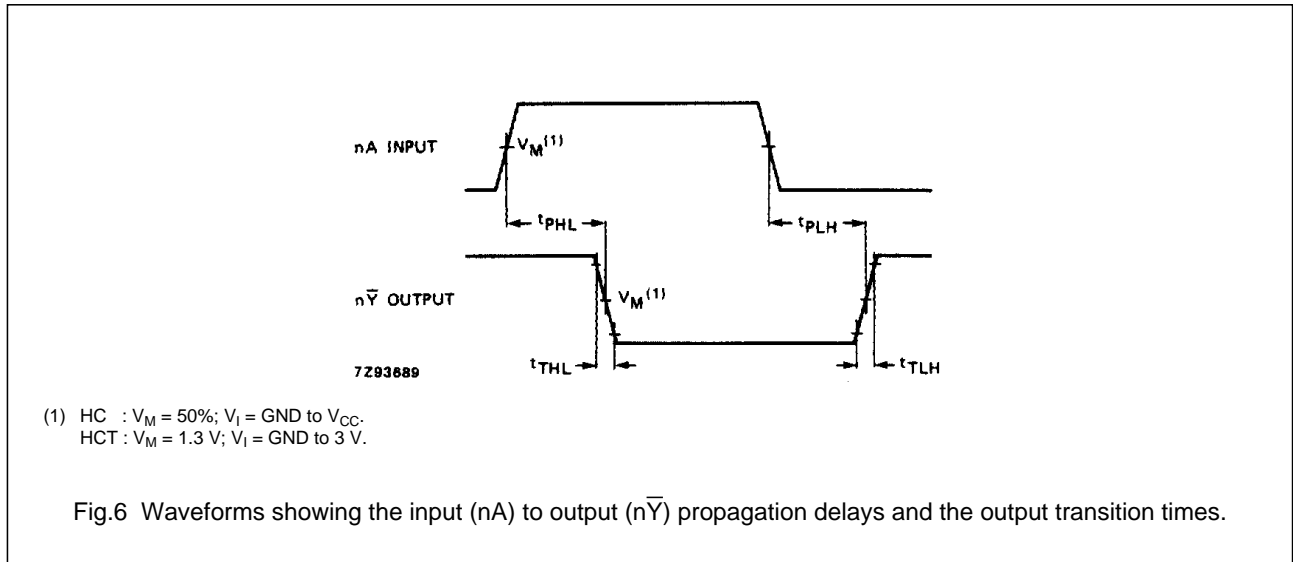 nA INPUT
V_M (1)
t_PHL
t_PLH
nȲ OUTPUT
V_M (1)
7Z93689
t_THL
t_TLH
(1) HC : V_M = 50%; V_I = GND to V_CC.
HCT : V_M = 1.3 V; V_I = GND to 3 V.
Fig.6 Waveforms showing the input (nA) to output (nȲ) propagation delays and the output transition times.